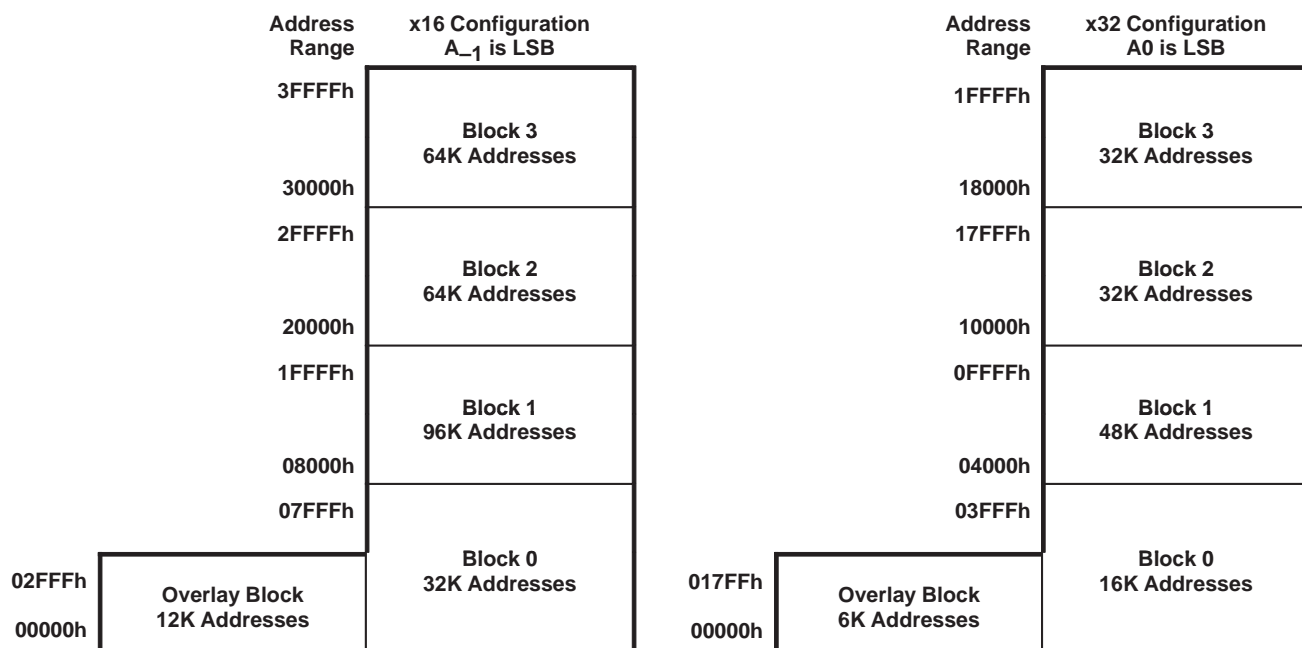 Address
Range
x16 Configuration
A–1 is LSB
3FFFFh
Block 3
64K Addresses
30000h
2FFFFh
Block 2
64K Addresses
20000h
1FFFFh
Block 1
96K Addresses
08000h
07FFFh
Block 0
32K Addresses
02FFFh
Overlay Block
12K Addresses
00000h
Address
Range
x32 Configuration
A0 is LSB
1FFFFh
Block 3
32K Addresses
18000h
17FFFh
Block 2
32K Addresses
10000h
0FFFFh
Block 1
48K Addresses
04000h
03FFFh
Block 0
16K Addresses
017FFh
Overlay Block
6K Addresses
00000h